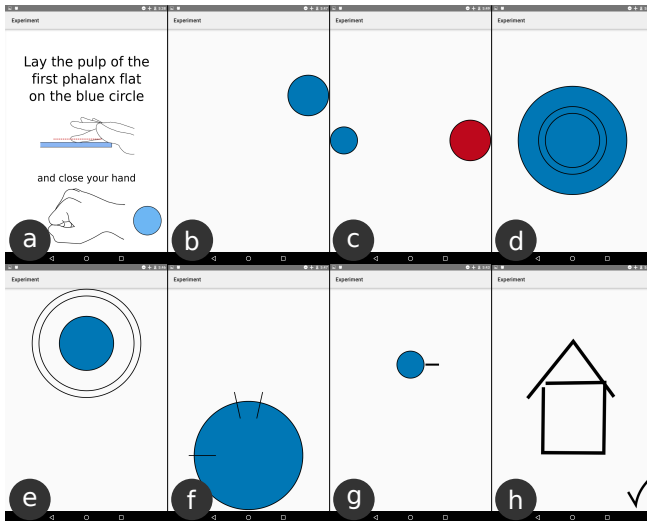 Experiment
Experiment
Experiment
Experiment
Lay the pulp of the
first phalanx flat
on the blue circle
and close your hand
a
b
c
d
Experiment
Experiment
Experiment
Experiment
e
f
g
h